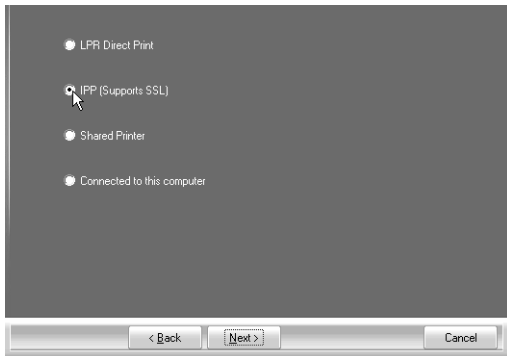 LPR Direct Print
IPP (Supports SSL)
Shared Printer
Connected to this computer
< Back Next > Cancel